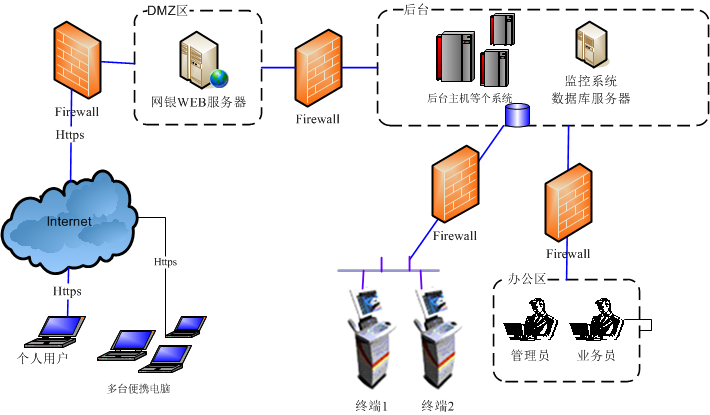 DMZ区
后台
网银WEB服务器
后台主机等个系统
监控系统
数据库服务器
Firewall
Firewall
Https
Internet
Firewall
Firewall
Https
Https
办公区
个人用户
多台便携电脑
管理员
业务员
终端1
终端2